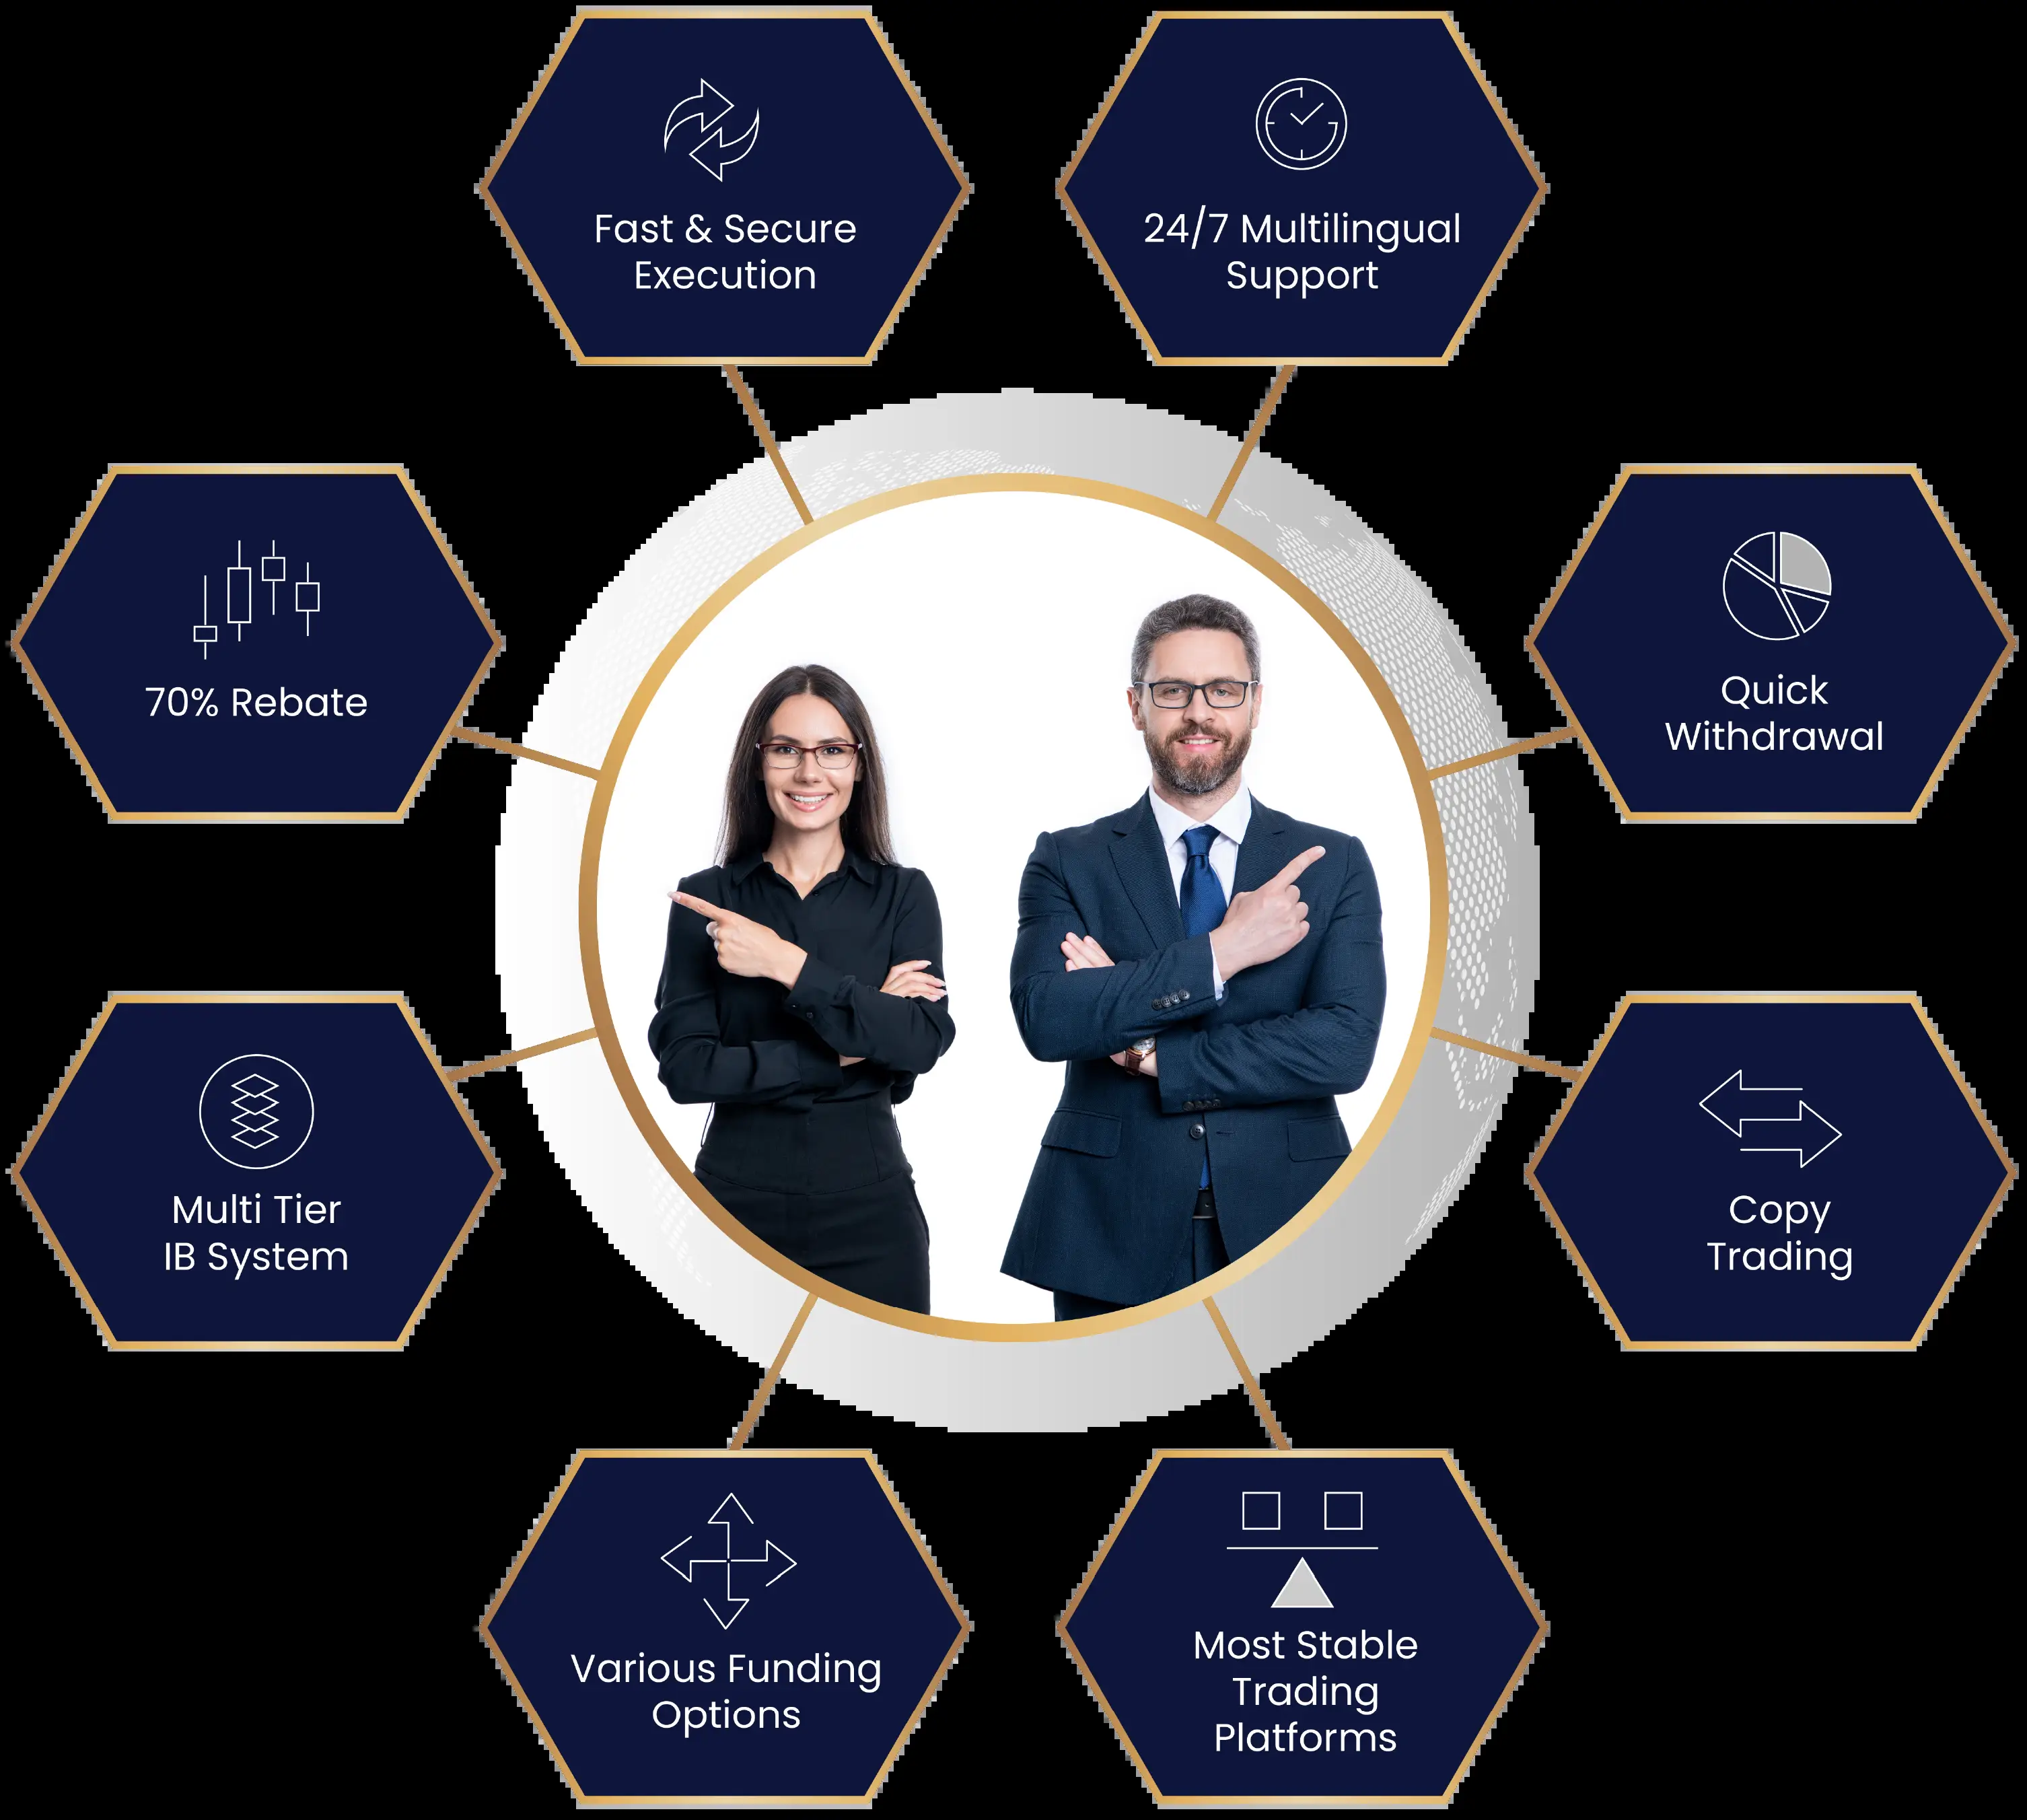 Fast & Secure
Execution
24/7 Multilingual
Support
70% Rebate
Quick
Withdrawal
Multi Tier
IB System
Copy
Trading
Various Funding
Options
Most Stable
Trading
Platforms